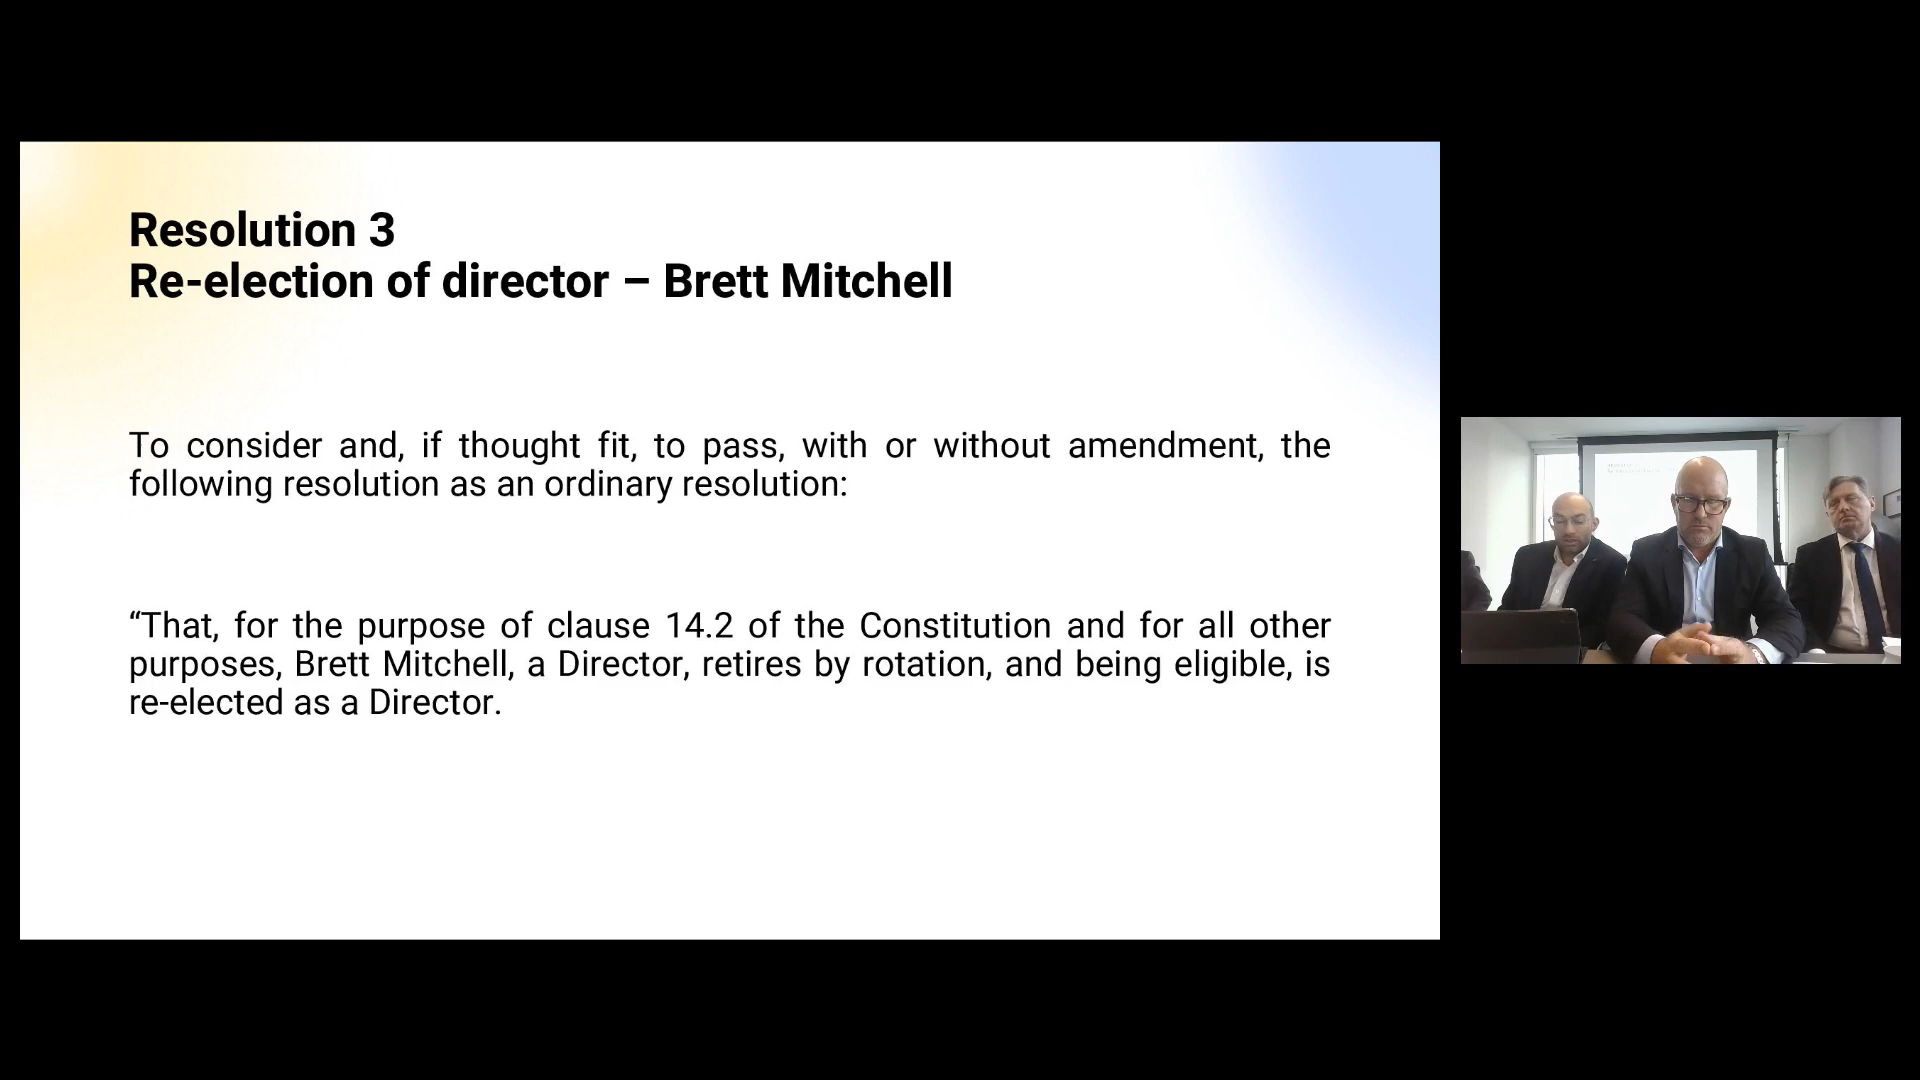 Resolution 3
Re-election of director – Brett Mitchell
To consider and, if thought fit, to pass, with or without amendment, the
following resolution as an ordinary resolution:
“That, for the purpose of clause 14.2 of the Constitution and for all other
purposes, Brett Mitchell, a Director, retires by rotation, and being eligible, is
re-elected as a Director.